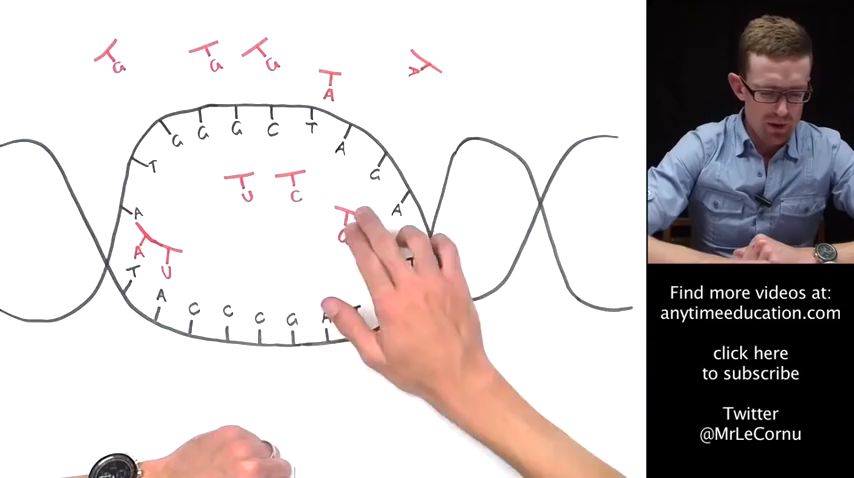 G
G
G
A
A
G
G
G
C
T
A
G
A
T
A
U
C
A
U
T
A
C
C
C
G
A
Find more videos at:
anytimeeducation.com
click here
to subscribe
Twitter
@MrLeCornu